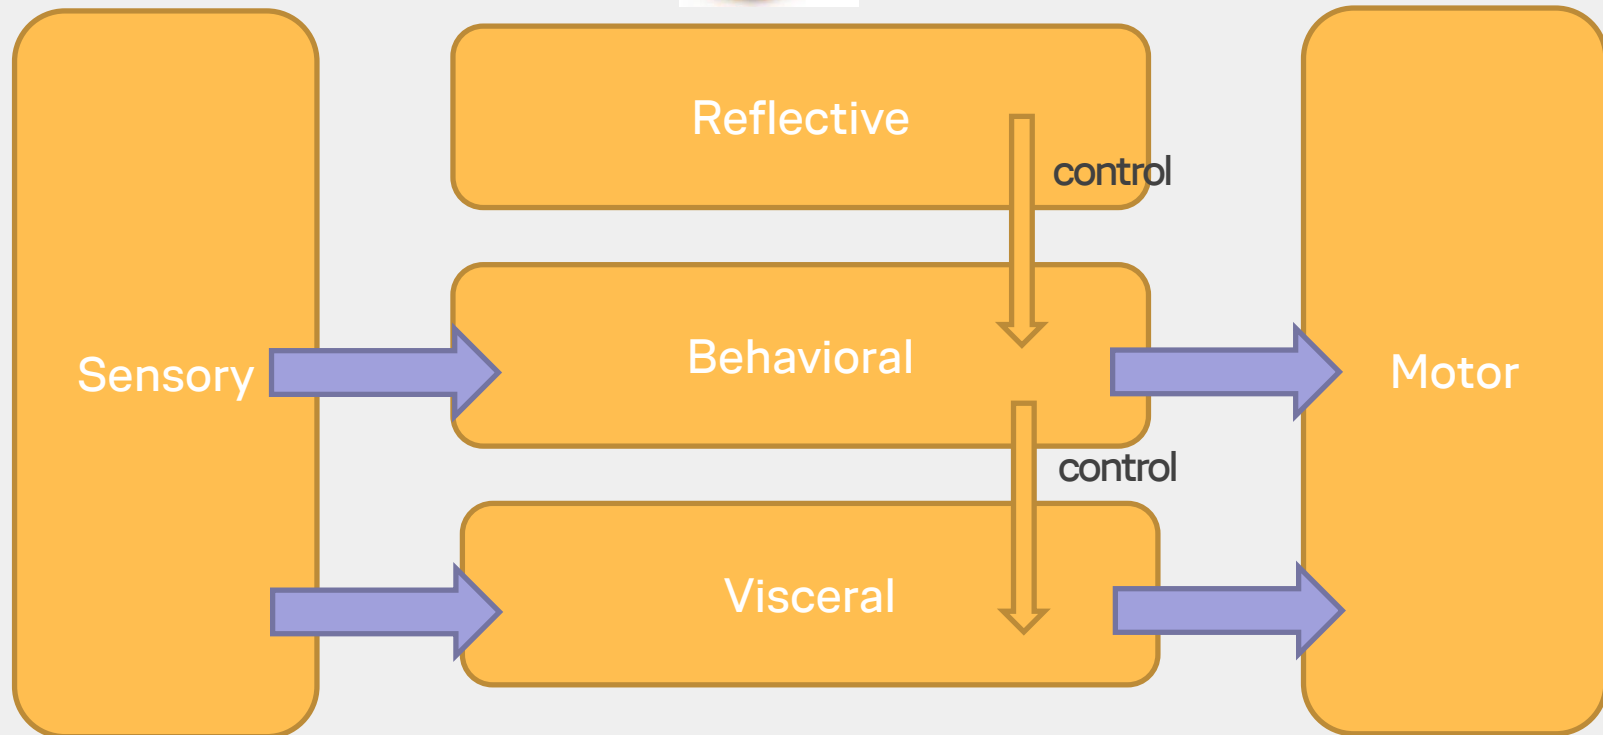 Reflective
control
Sensory
Behavioral
Motor
control
Visceral